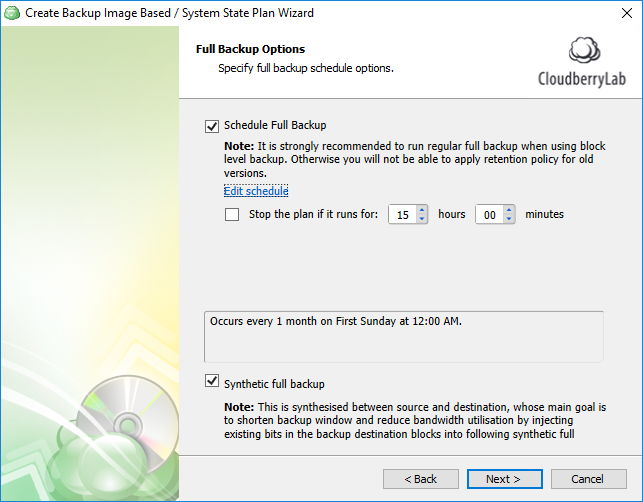 Create Backup Image Based / System State Plan Wizard
Full Backup Options
Specify full backup schedule options.
CloudberryLab
Schedule Full Backup
Note: It is strongly recommended to run regular full backup when using block
level backup. Otherwise you will not be able to apply retention policy for old
versions.
Edit schedule
Stop the plan if it runs for: 15 hours 00 minutes
Occurs every 1 month on First Sunday at 12:00 AM.
Synthetic full backup
Note: This is synthesised between source and destination, whose main goal is
to shorten backup window and reduce bandwidth utilisation by injecting
existing bits in the backup destination blocks into following synthetic full
< Back Next > Cancel